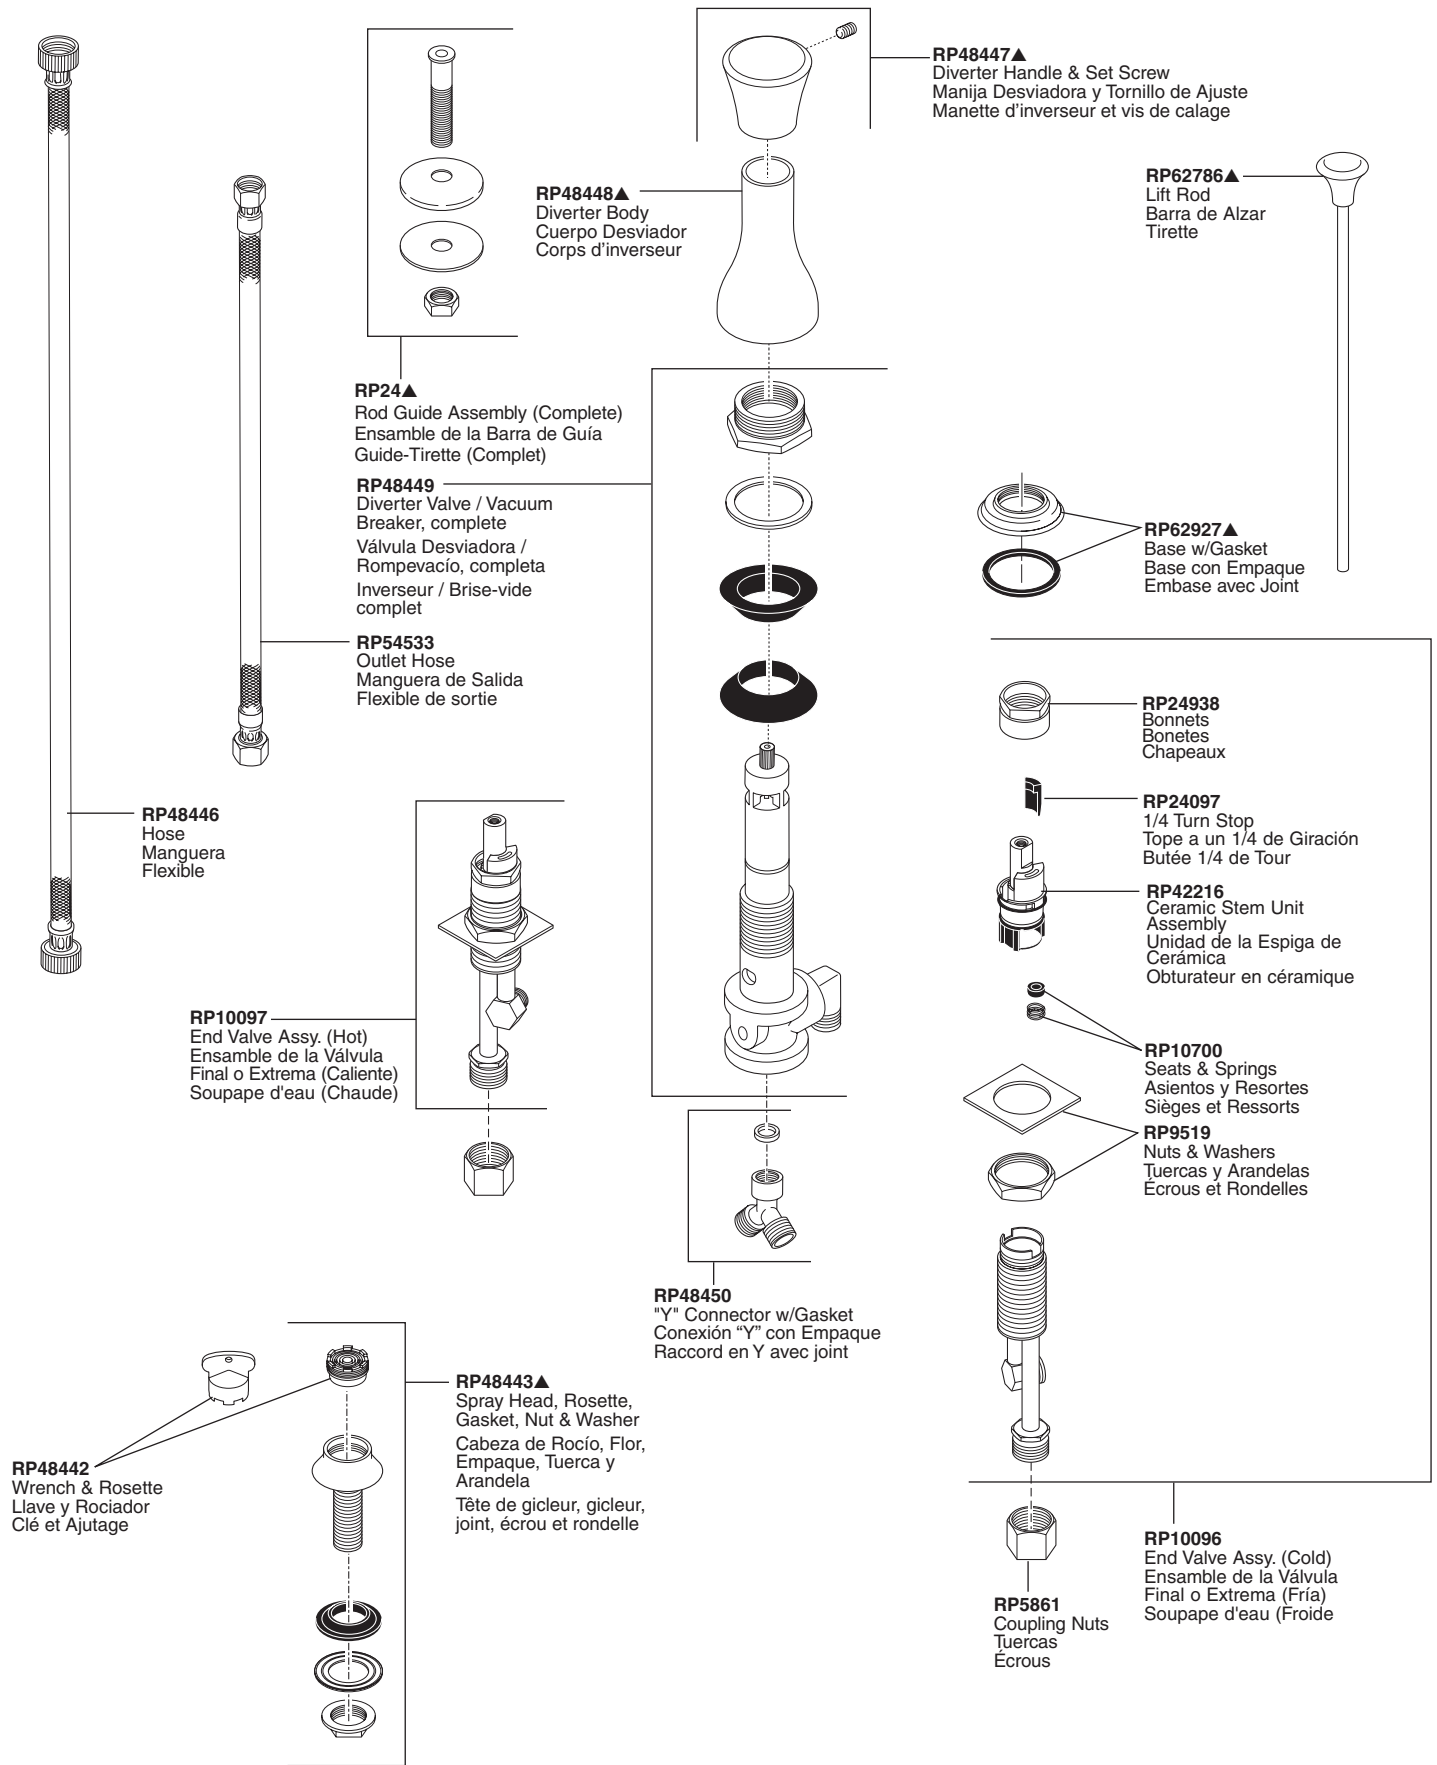 RP48447▲
Diverter Handle & Set Screw
Manija Desviadora y Tornillo de Ajuste
Manette d’inverseur et vis de calage
RP62786▲
Lift Rod
Barra de Alzar
Tirette
RP48448▲
Diverter Body
Cuerpo Desviador
Corps d’inverseur
RP24▲
Rod Guide Assembly (Complete)
Ensamble de la Barra de Guía
Guide-Tirette (Complet)
RP48449
Diverter Valve / Vacuum
Breaker, complete
Válvula Desviadora /
Rompevacío, completa
Inverseur / Brise-vide
complet
RP62927▲
Base w/Gasket
Base con Empaque
Embase avec Joint
RP54533
Outlet Hose
Manguera de Salida
Flexible de sortie
RP24938
Bonnets
Bonetes
Chapeaux
RP24097
1/4 Turn Stop
Tope a un 1/4 de Giración
Butée 1/4 de Tour
RP48446
Hose
Manguera
Flexible
RP42216
Ceramic Stem Unit
Assembly
Unidad de la Espiga de
Cerámica
Obturateur en céramique
RP10097
End Valve Assy. (Hot)
Ensamble de la Válvula
Final o Extrema (Caliente)
Soupape d'eau (Chaude)
RP10700
Seats & Springs
Asientos y Resortes
Sièges et Ressorts
RP9519
Nuts & Washers
Tuercas y Arandelas
Écrous et Rondelles
RP48450
"Y" Connector w/Gasket
Conexión “Y” con Empaque
Raccord en Y avec joint
RP48443▲
Spray Head, Rosette,
Gasket, Nut & Washer
Cabeza de Rocío, Flor,
Empaque, Tuerca y
Arandela
Tête de gicleur, gicleur,
joint, écrou et rondelle
RP48442
Wrench & Rosette
Llave y Rociador
Clé et Ajutage
RP10096
End Valve Assy. (Cold)
Ensamble de la Válvula
Final o Extrema (Fría)
Soupape d'eau (Froide
RP5861
Coupling Nuts
Tuercas
Écrous